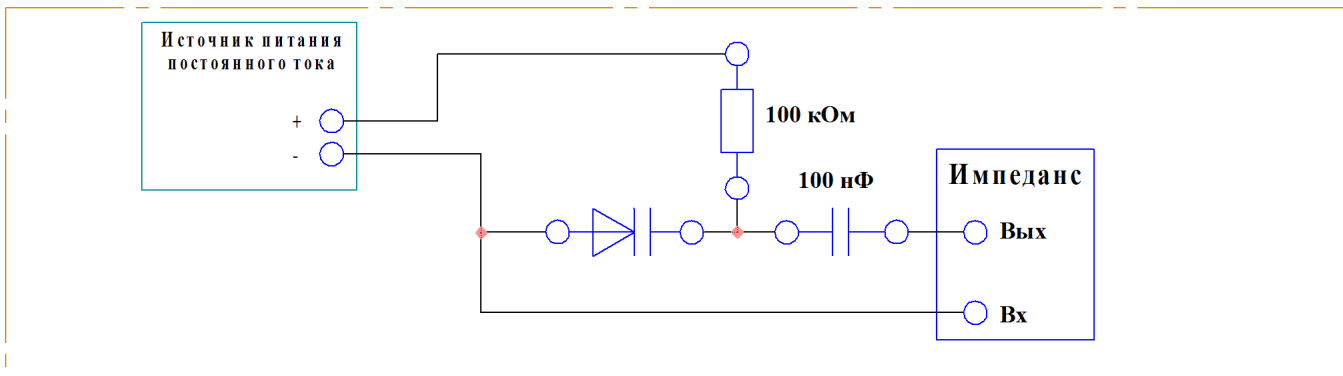 Источник питания
постоянного тока
+
-
100 кОм
100 нФ
Импеданс
Вых
Вх